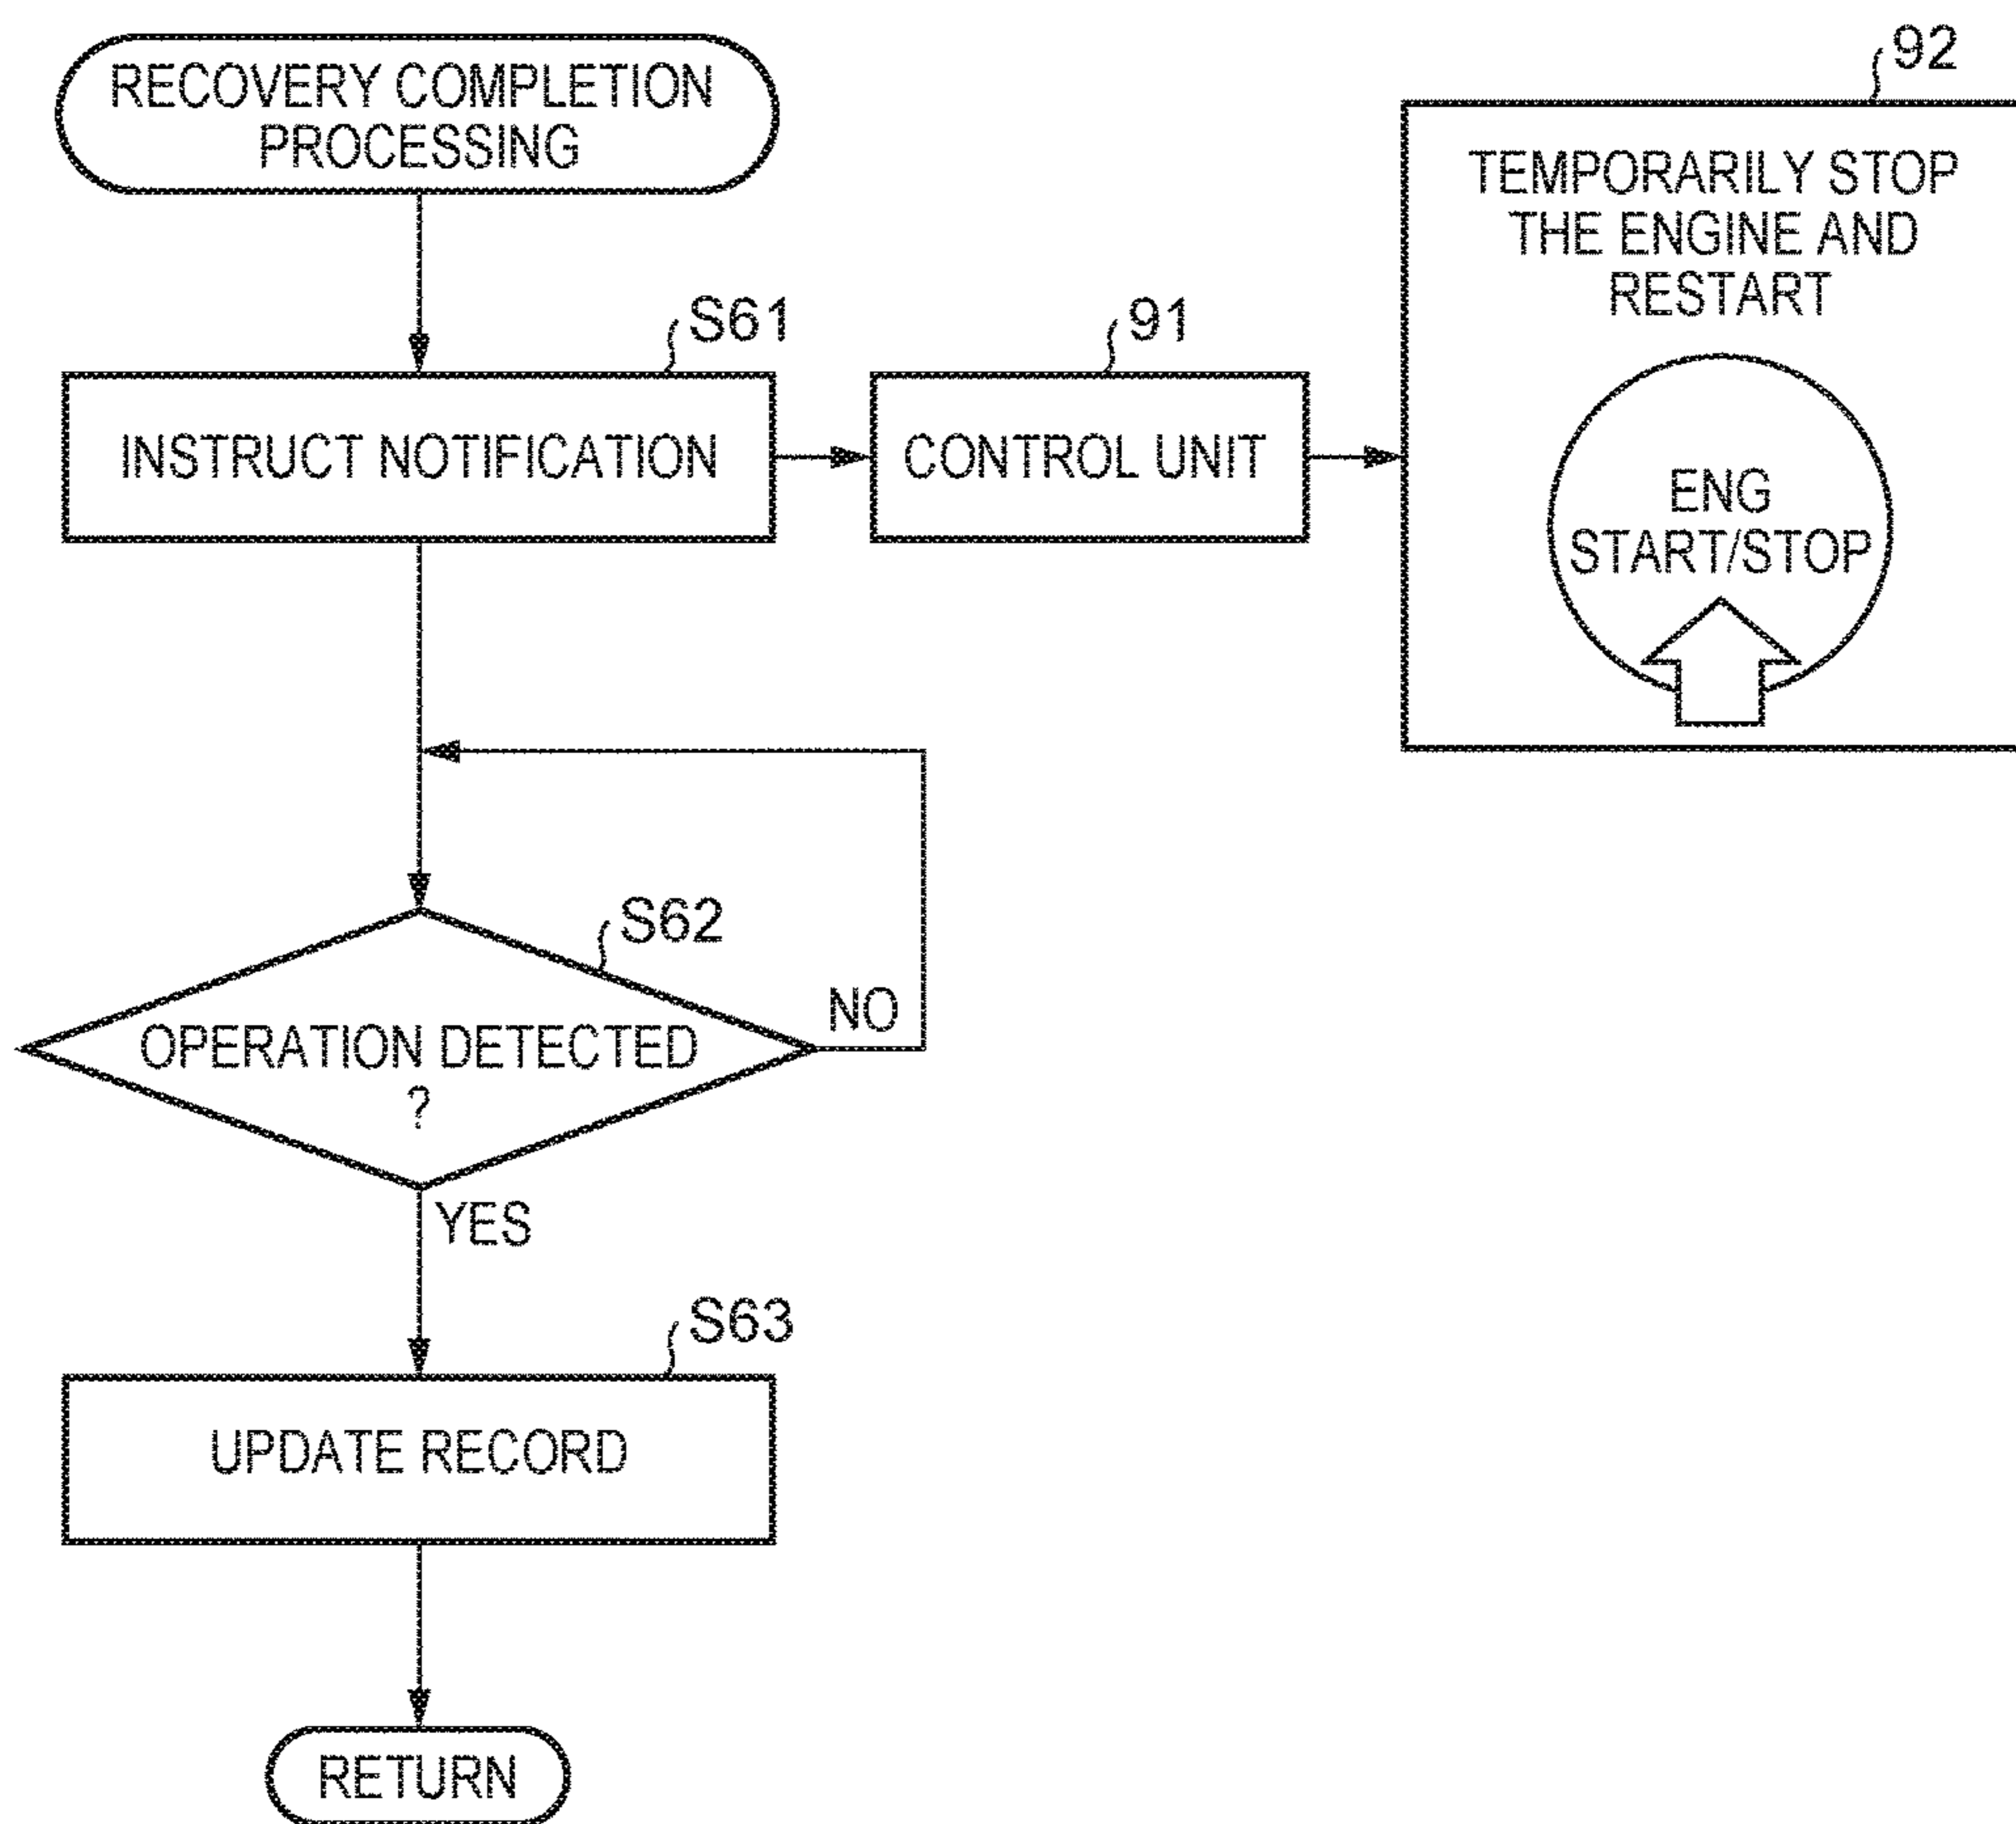 RECOVERY COMPLETION
PROCESSING
S61
INSTRUCT NOTIFICATION
91
CONTROL UNIT
92
TEMPORARILY STOP
THE ENGINE AND
RESTART
ENG
START/STOP
S62
OPERATION DETECTED
?
NO
YES
S63
UPDATE RECORD
RETURN